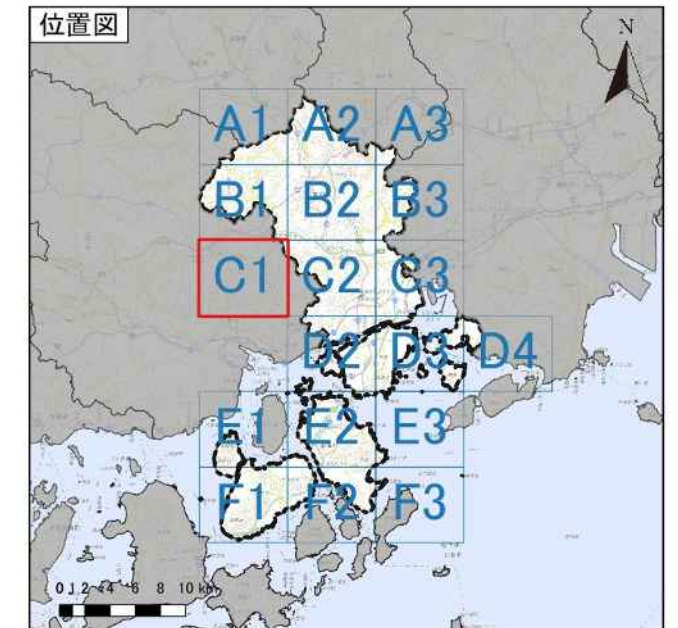 位置図
N
A1 A2 A3
B1 B2 B3
C1 C2 C3
D2 D3 D4
E1 E2 E3
F1 F2 F3
0 1 2 4 6 8 10 km